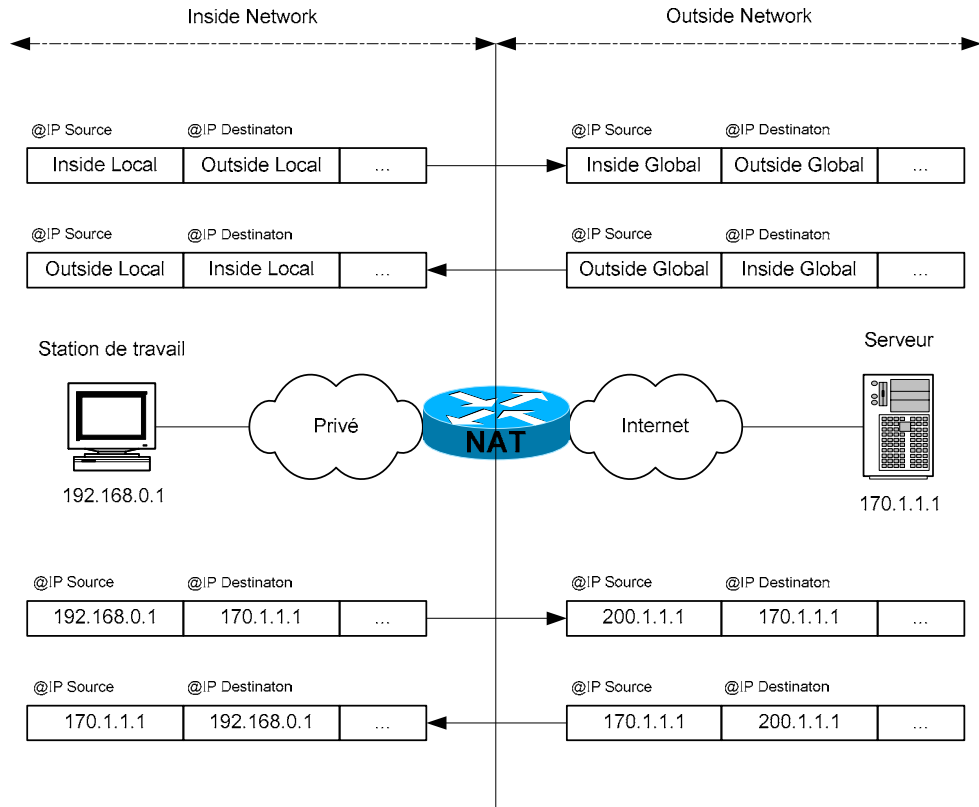 Inside Network Outside Network
@IP Source @IP Destinaton @IP Source @IP Destinaton
Inside Local Outside Local ... Inside Global Outside Global ...
@IP Source @IP Destinaton @IP Source @IP Destinaton
Outside Local Inside Local ... Outside Global Inside Global ...
Station de travail Serveur
Privé NAT Internet
192.168.0.1 170.1.1.1
@IP Source @IP Destinaton @IP Source @IP Destinaton
192.168.0.1 170.1.1.1 ... 200.1.1.1 170.1.1.1 ...
@IP Source @IP Destinaton @IP Source @IP Destinaton
170.1.1.1 192.168.0.1 ... 170.1.1.1 200.1.1.1 ...